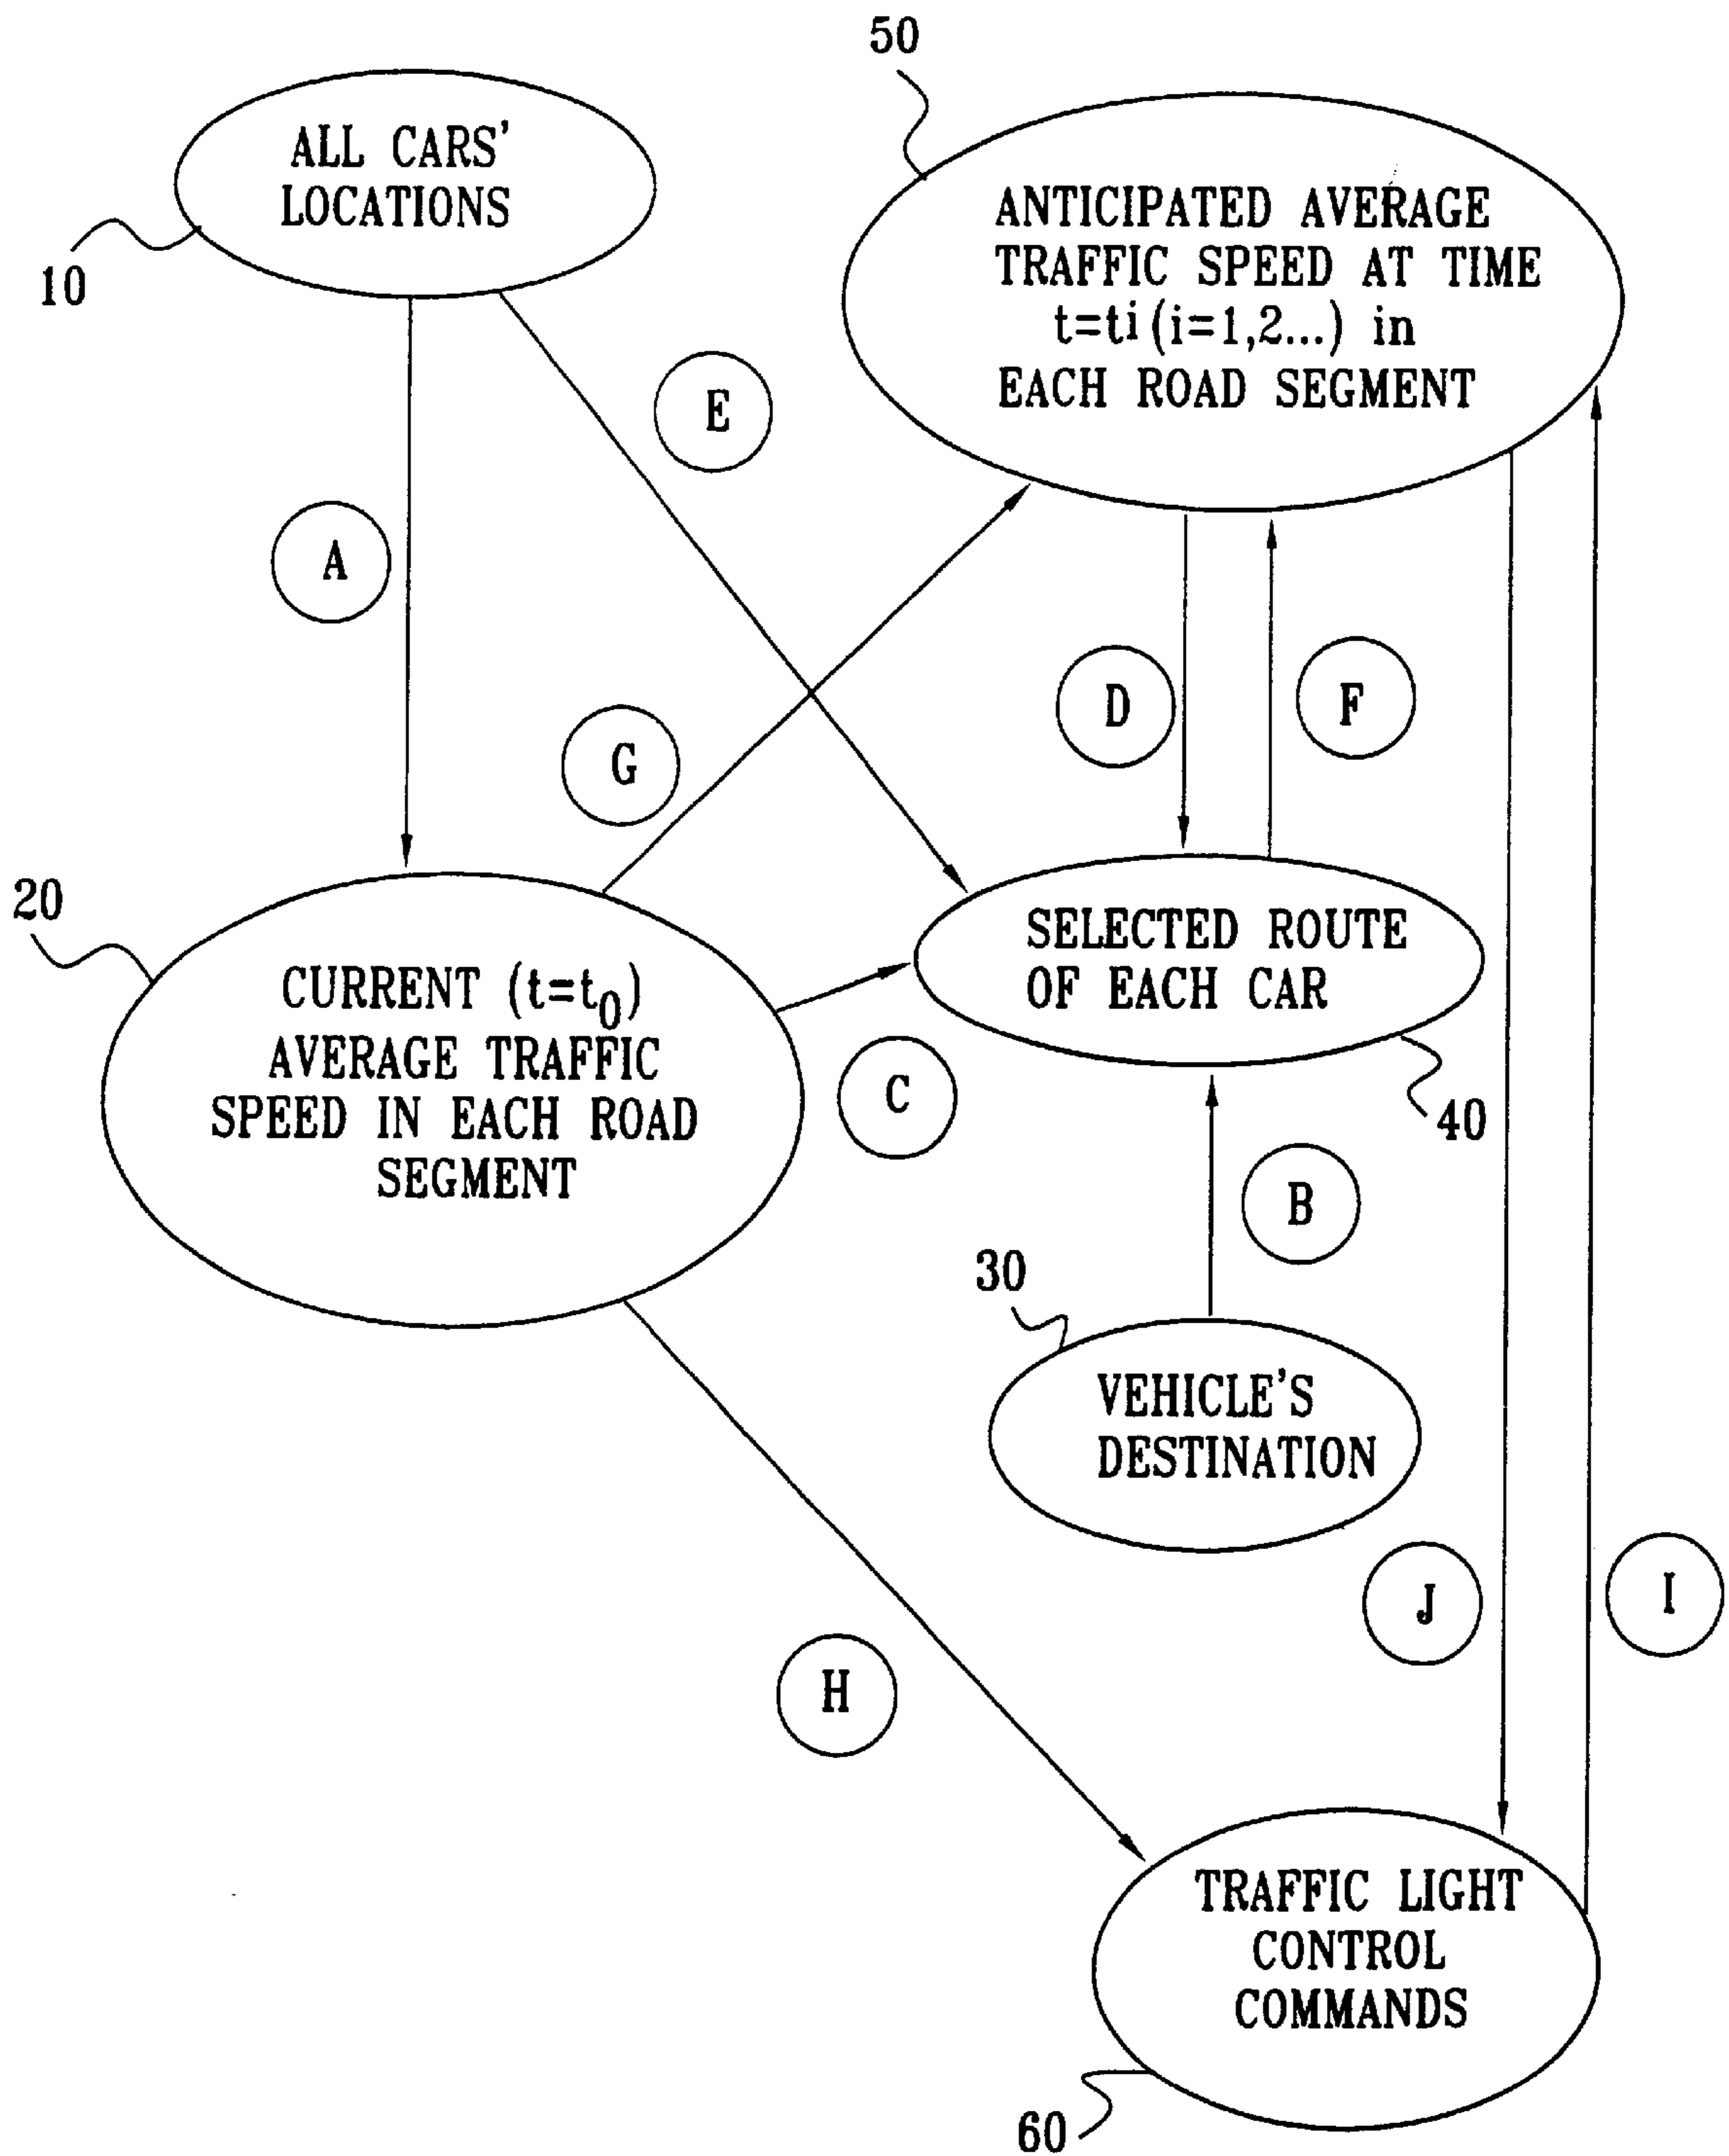 50
ALL CARS'
LOCATIONS
10
ANTICIPATED AVERAGE
TRAFFIC SPEED AT TIME
t=ti (i=1,2...) in
EACH ROAD SEGMENT
E
A
D
F
G
20
CURRENT (t=t0)
AVERAGE TRAFFIC
SPEED IN EACH ROAD
SEGMENT
SELECTED ROUTE
OF EACH CAR
C
40
B
30
VEHICLE'S
DESTINATION
J
I
H
TRAFFIC LIGHT
CONTROL
COMMANDS
60